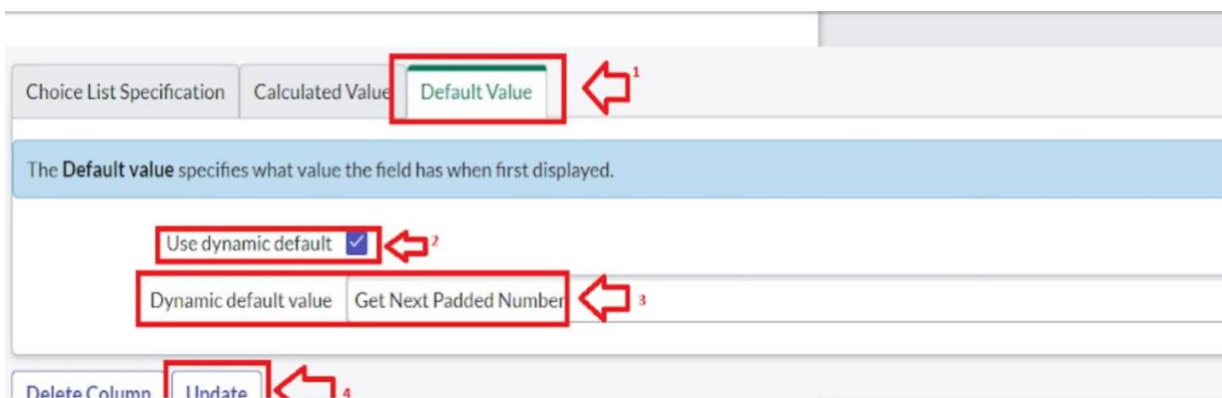 Choice List Specification Calculated Value Default Value 1
The Default value specifies what value the field has when first displayed.
Use dynamic default 2
Dynamic default value Get Next Padded Number 3
Delete Column Update 4